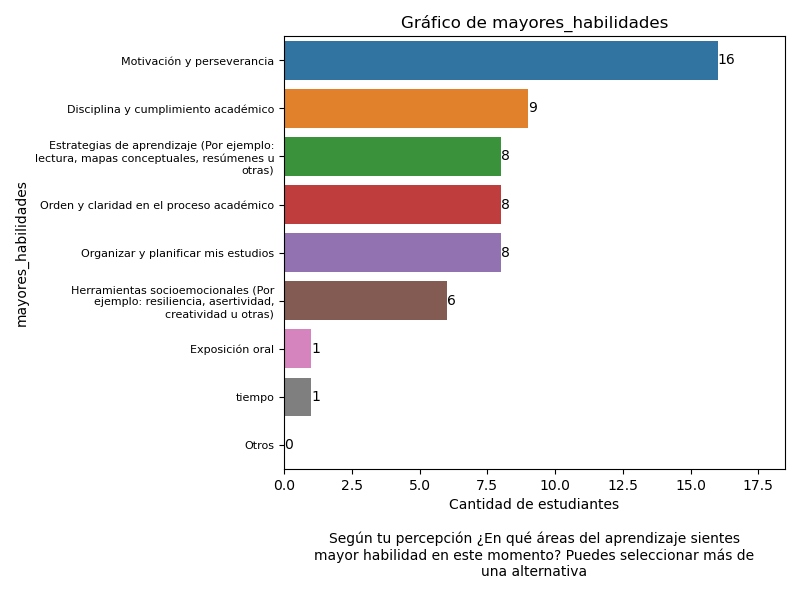 Gráfico de mayores_habilidades
mayores_habilidades
Motivación y perseverancia
16
Disciplina y cumplimiento académico
9
Estrategias de aprendizaje (Por ejemplo:
lectura, mapas conceptuales, resúmenes u
otras)
8
Orden y claridad en el proceso académico
8
Organizar y planificar mis estudios
8
Herramientas socioemocionales (Por
ejemplo: resiliencia, asertividad,
creatividad u otras)
6
Exposición oral
1
tiempo
1
Otros
0
0.0 2.5 5.0 7.5 10.0 12.5 15.0 17.5
Cantidad de estudiantes
Según tu percepción ¿En qué áreas del aprendizaje sientes
mayor habilidad en este momento? Puedes seleccionar más de
una alternativa